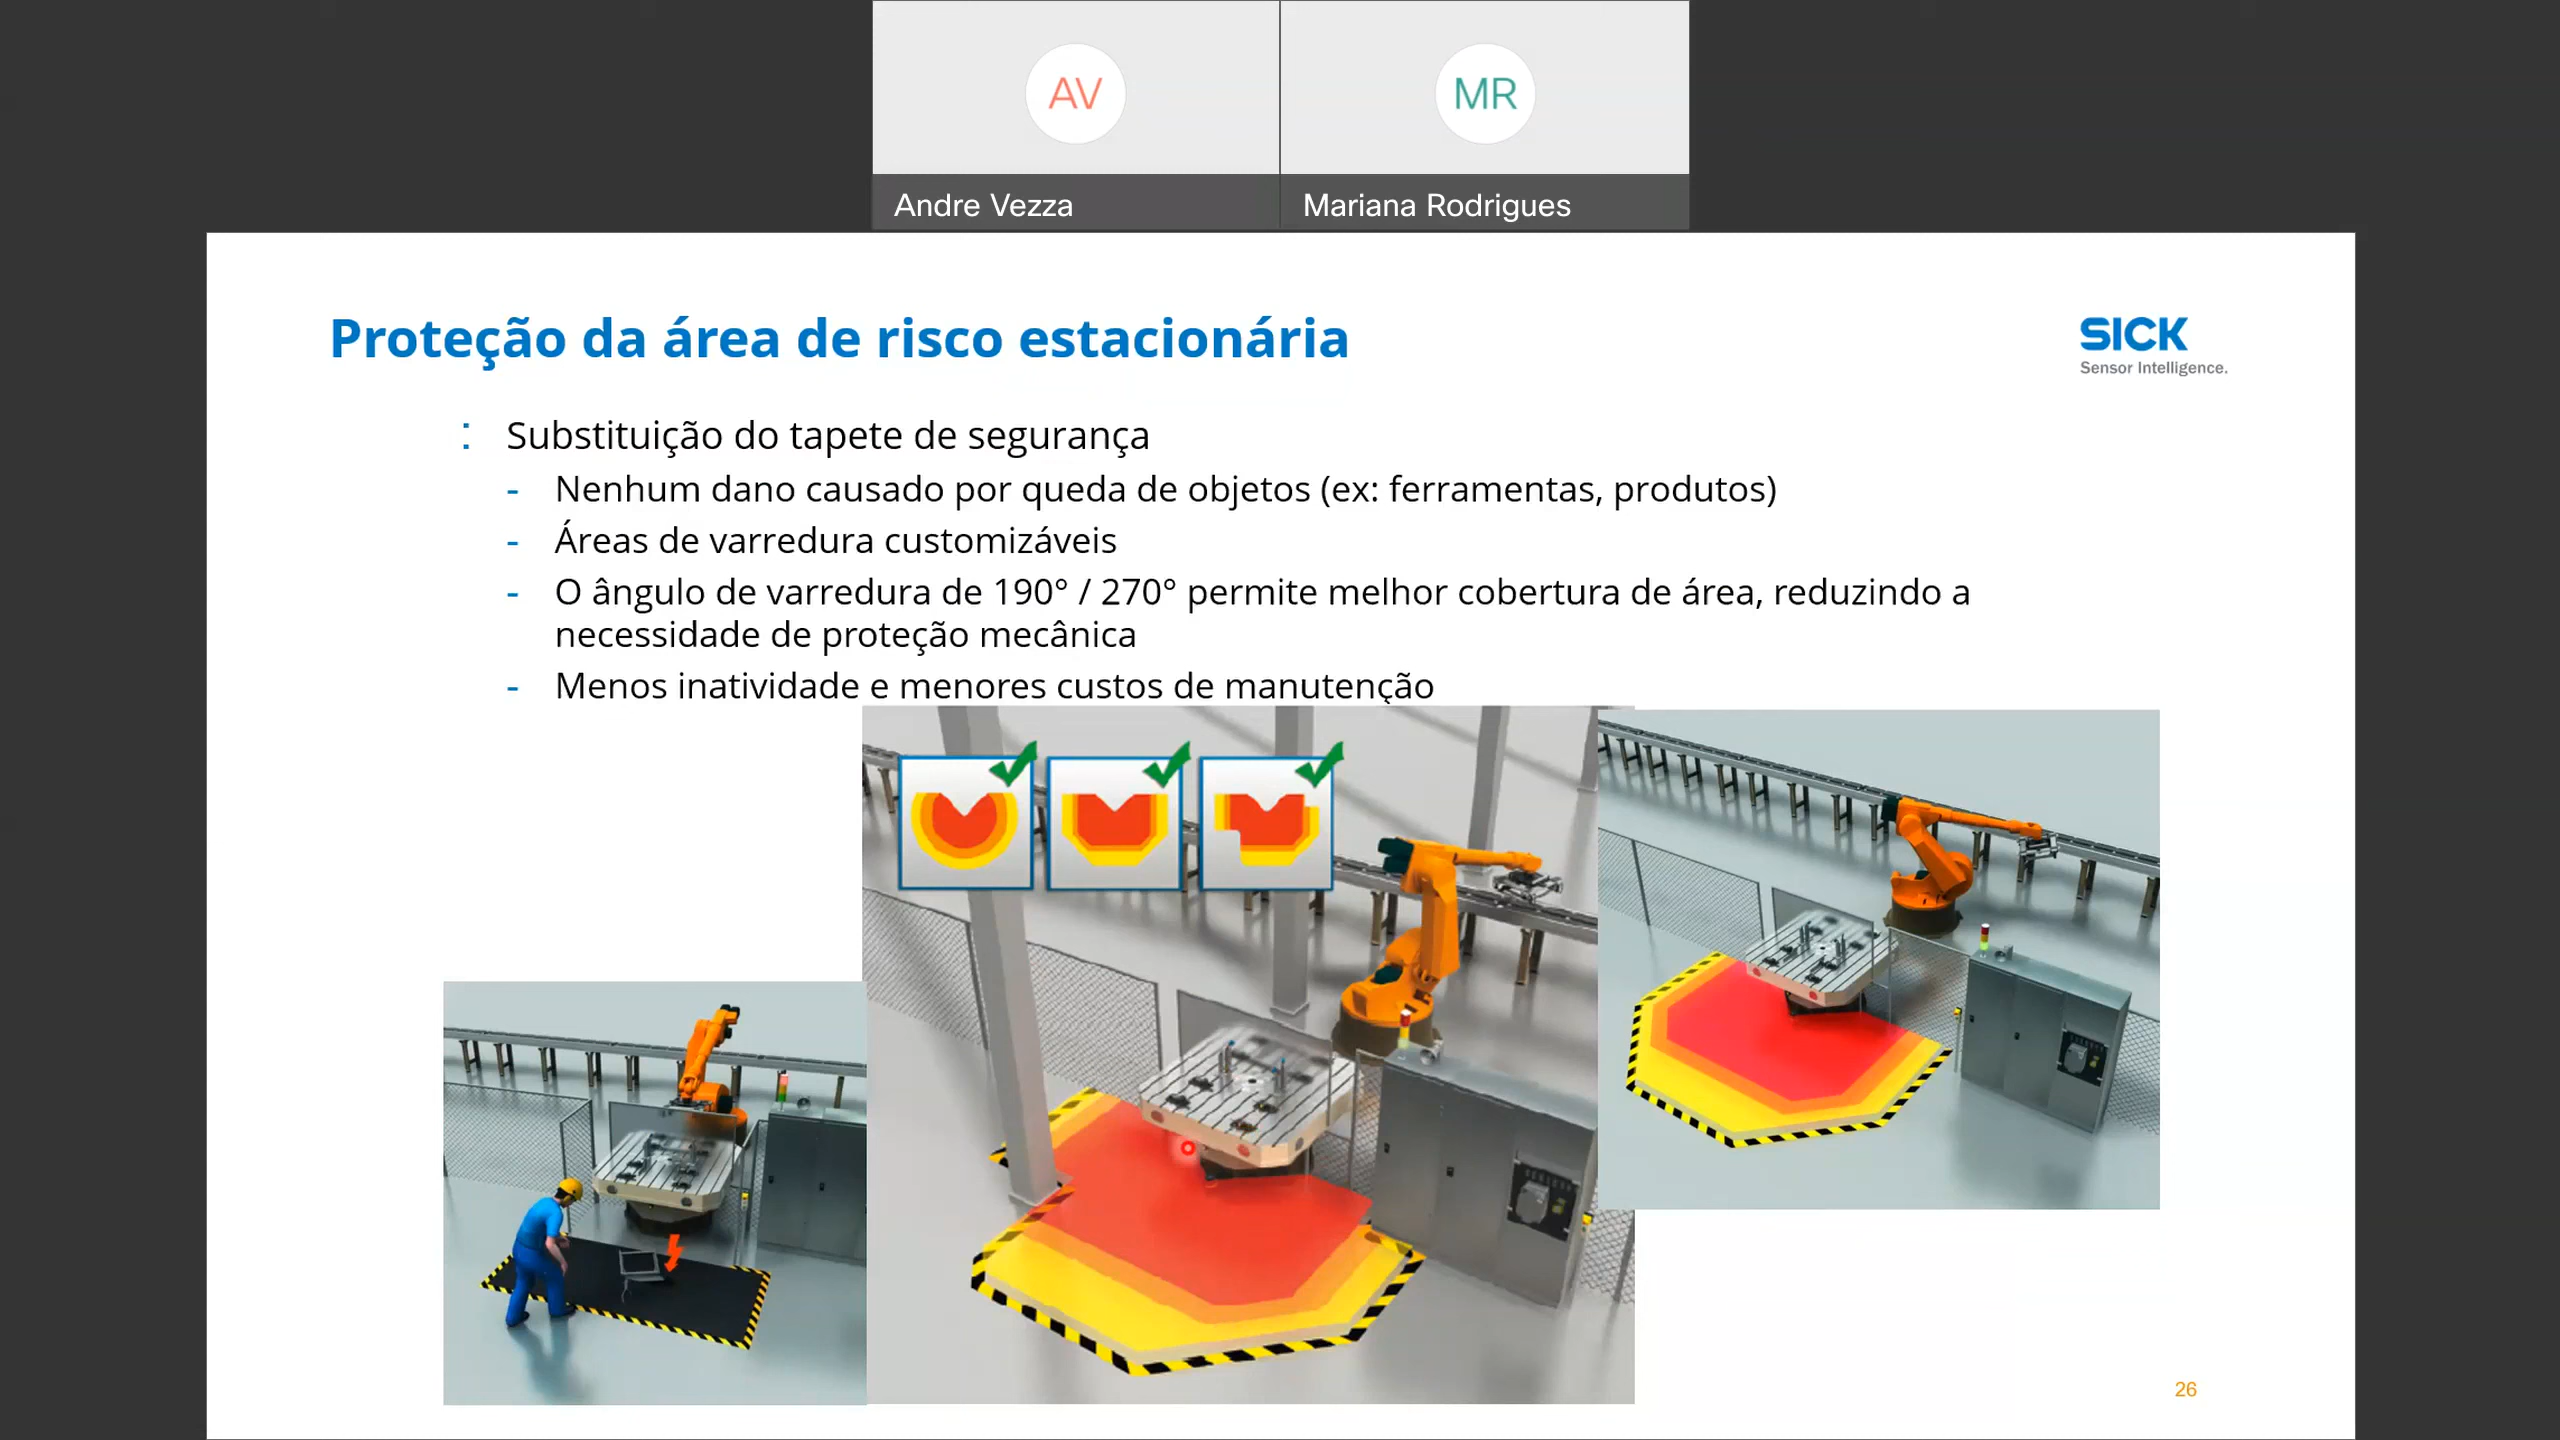 AV
MR
Andre Vezza
Mariana Rodrigues
Proteção da área de risco estacionária
SICK
Sensor Intelligence.
: Substituição do tapete de segurança
- Nenhum dano causado por queda de objetos (ex: ferramentas, produtos)
- Áreas de varredura customizáveis
- O ângulo de varredura de 190° / 270° permite melhor cobertura de área, reduzindo a
necessidade de proteção mecânica
- Menos inatividade e menores custos de manutenção
26